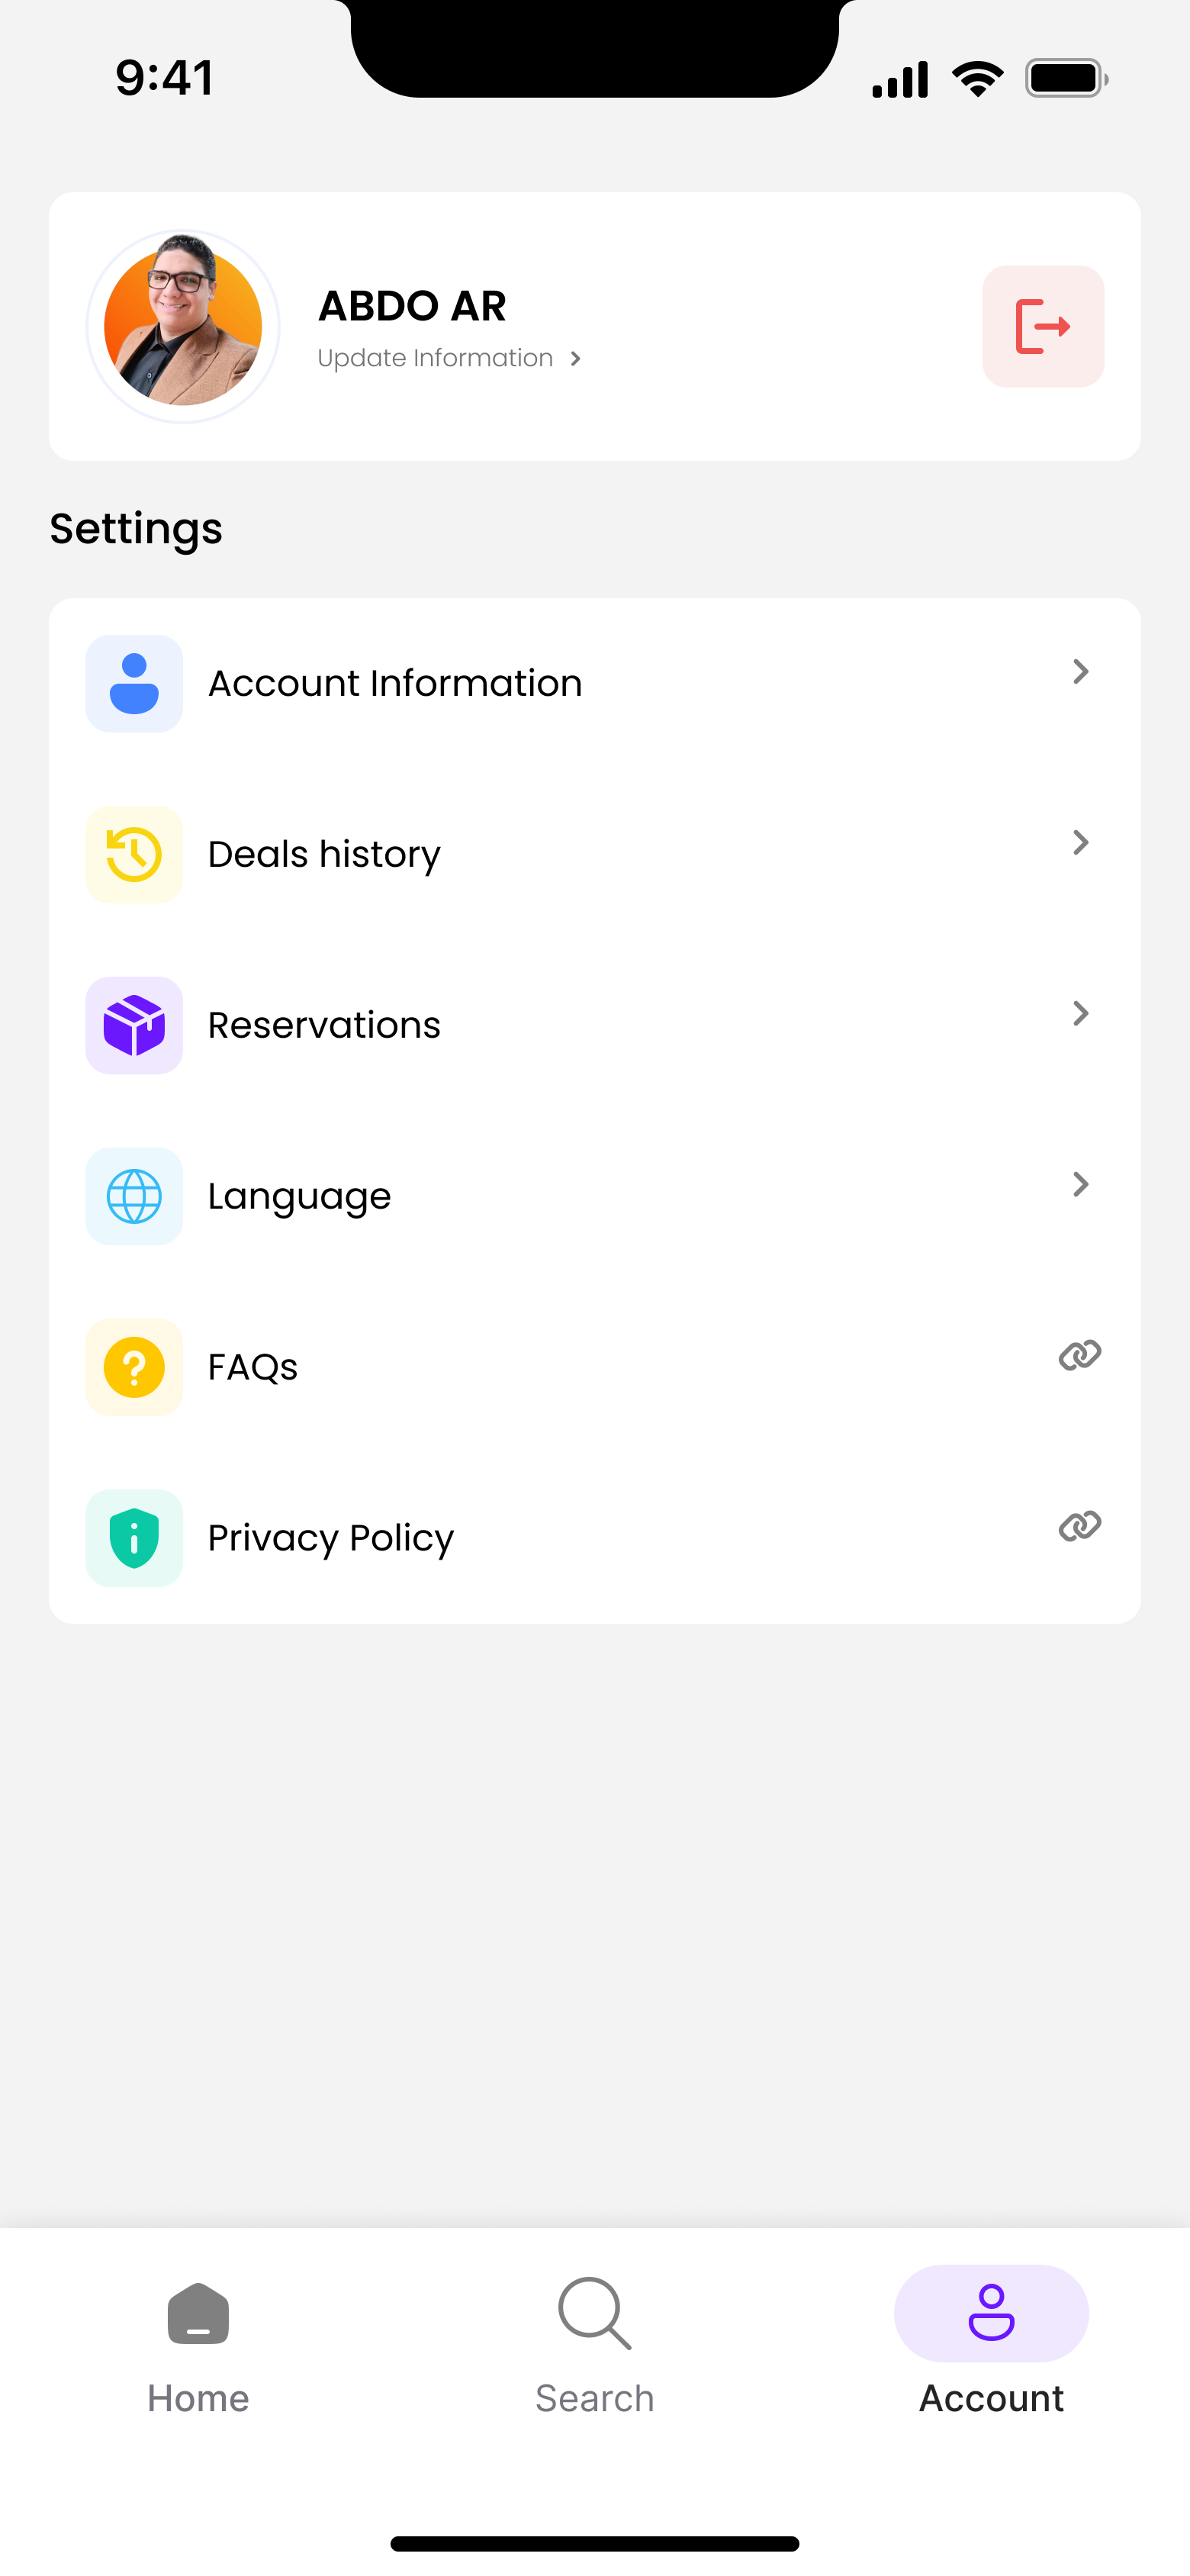 9:41
ABDO AR
Update Information
Settings
Account Information
Deals history
Reservations
Language
FAQs
Privacy Policy
Home
Search
Account